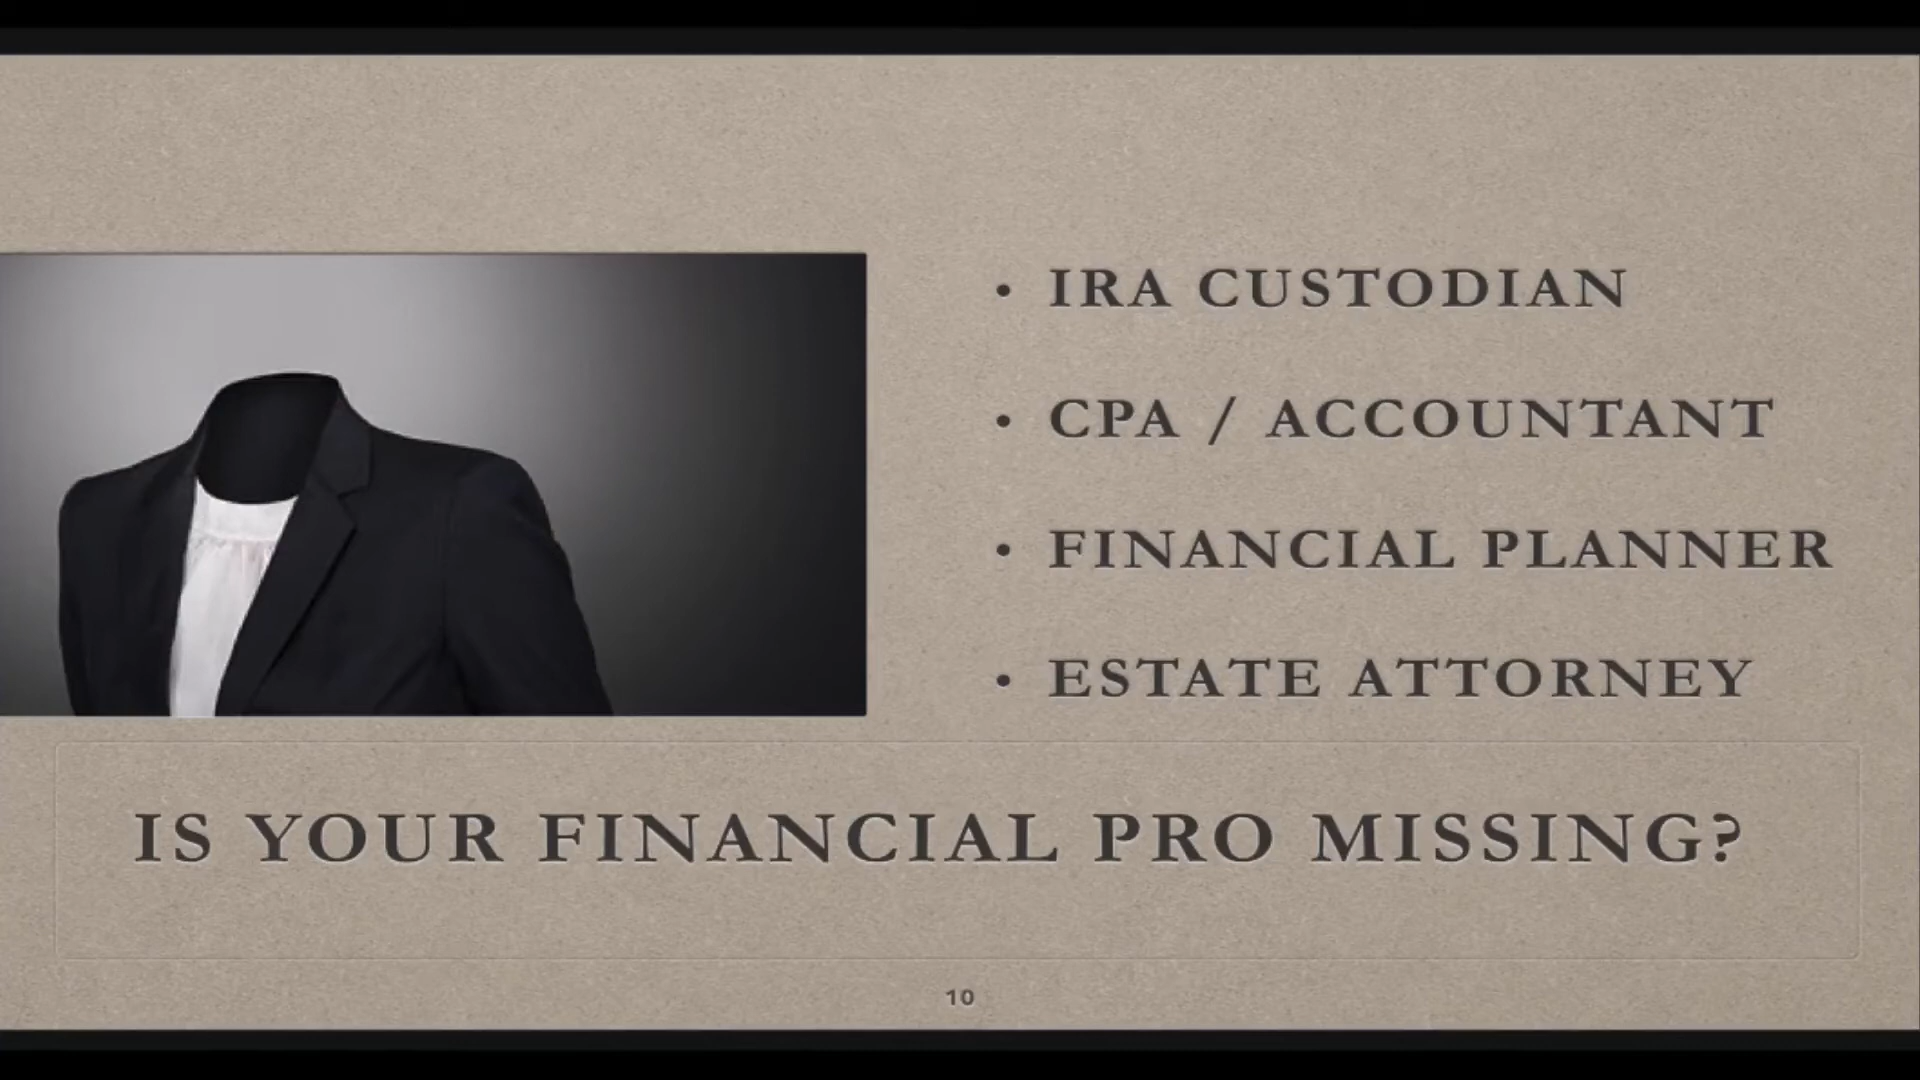 • IRA CUSTODIAN
• CPA / ACCOUNTANT
• FINANCIAL PLANNER
• ESTATE ATTORNEY
IS YOUR FINANCIAL PRO MISSING?
10